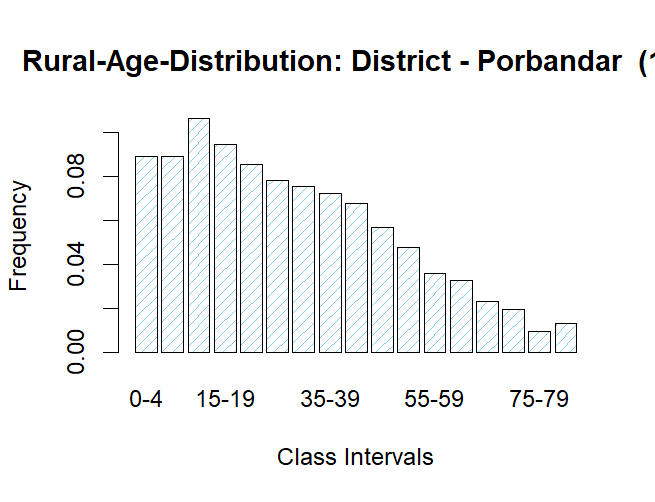 Rural-Age-Distribution: District - Porbandar (1
Frequency
0.08
0.04
0.00
0-4 15-19 35-39 55-59 75-79
Class Intervals